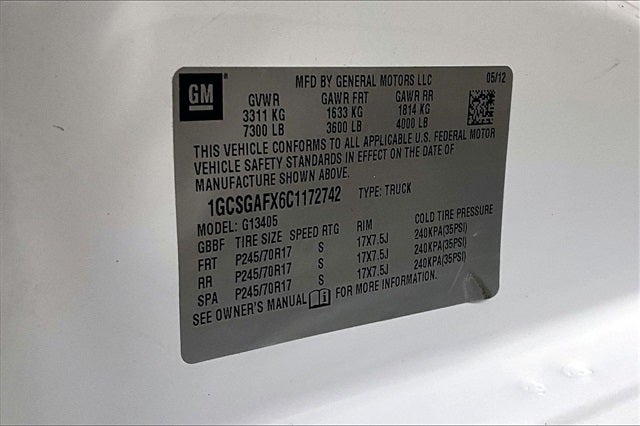 GM
MFD BY GENERAL MOTORS LLC 05/12
GVWR GAWR FRT GAWR RR
3311 KG 1633 KG 1814 KG
7300 LB 3600 LB 4000 LB
THIS VEHICLE CONFORMS TO ALL APPLICABLE U.S. FEDERAL MOTOR
VEHICLE SAFETY STANDARDS IN EFFECT ON THE DATE OF
MANUFACTURE SHOWN ABOVE.
1GCSGAFX6C1172742 TYPE: TRUCK
MODEL: G13405
GBBF TIRE SIZE SPEED RTG RIM COLD TIRE PRESSURE
FRT P245/70R17 S 17X7.5J 240KPA(35PSI)
RR P245/70R17 S 17X7.5J 240KPA(35PSI)
SPA P245/70R17 S 17X7.5J 240KPA(35PSI)
SEE OWNER'S MANUAL FOR MORE INFORMATION.